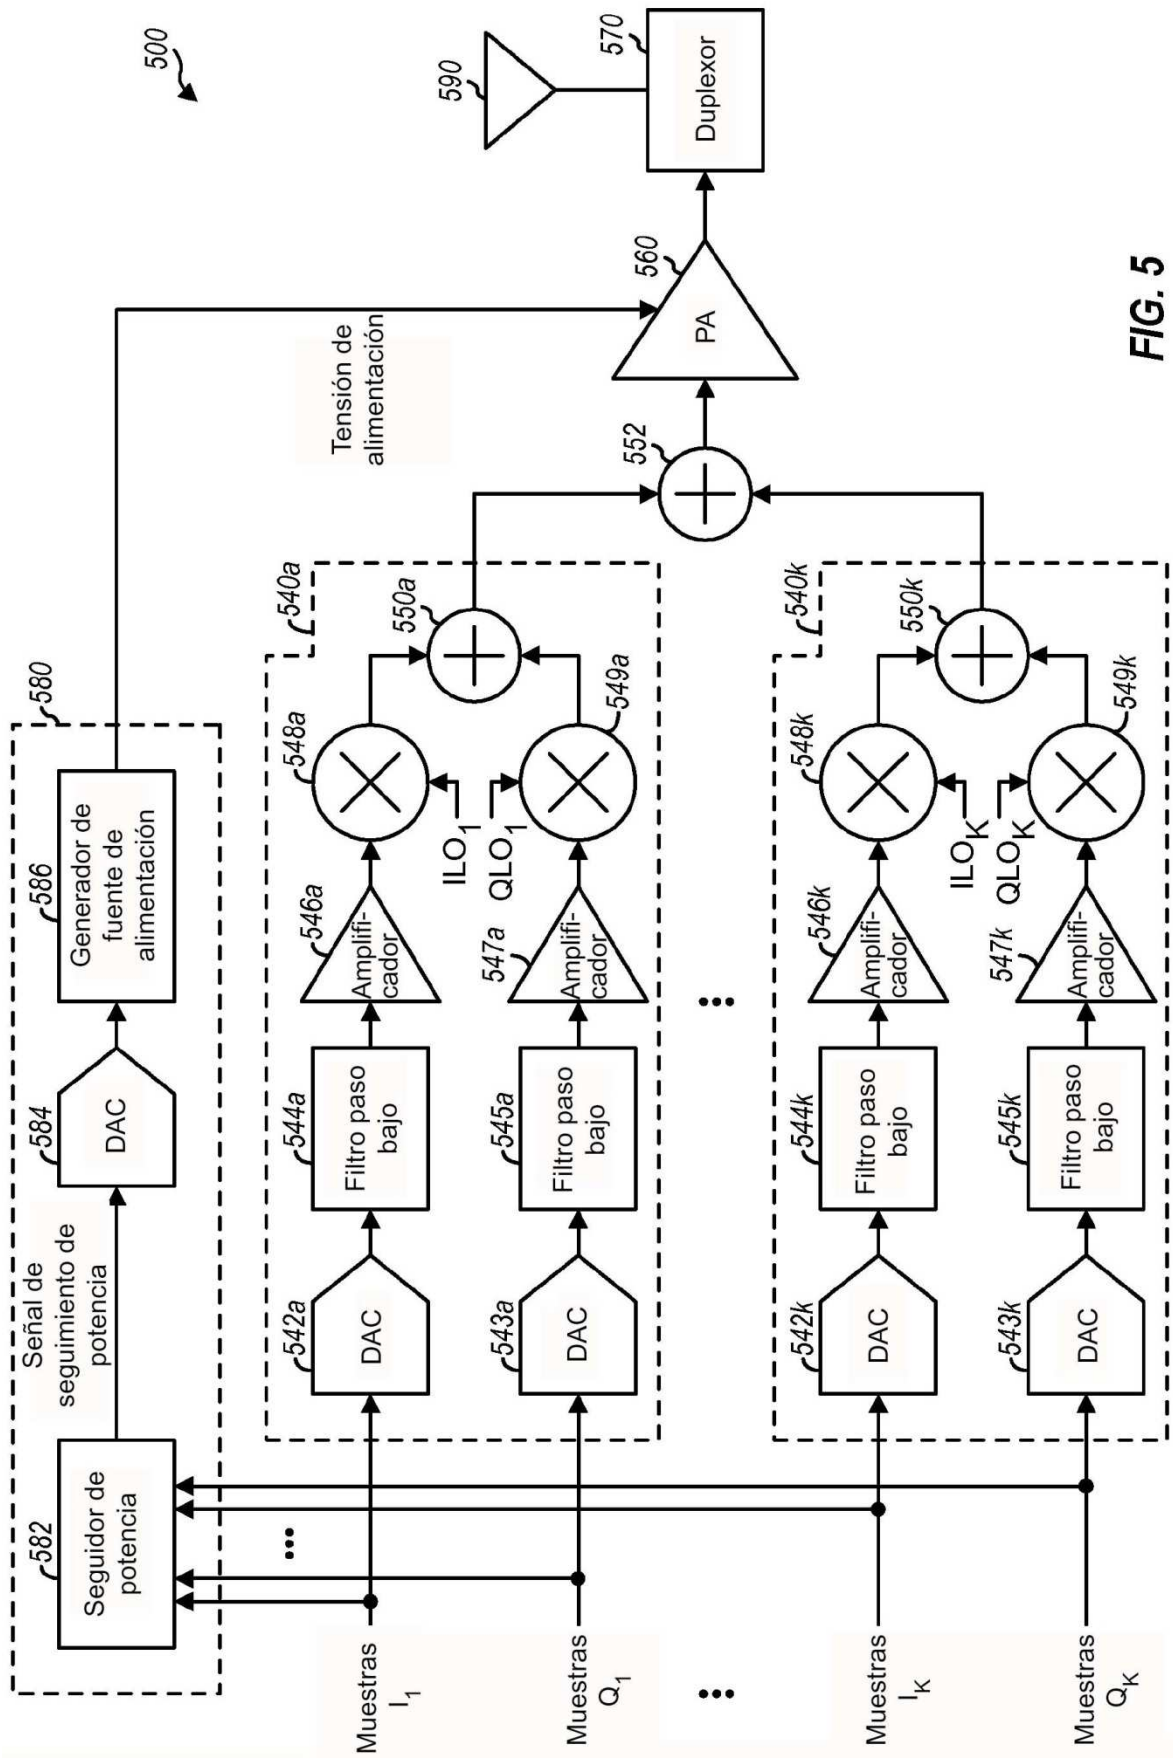 500
580
582
Seguidor de
potencia
Señal de
seguimiento de
potencia
584
DAC
586
Generador de
fuente de
alimentación
Tensión de
alimentación
590
570
Duplexor
560
PA
552
540a
542a
DAC
544a
Filtro paso
bajo
546a
Amplifi-
cador
548a
ILO1
QLO1
550a
543a
DAC
545a
Filtro paso
bajo
547a
Amplifi-
cador
549a
Muestras
I1
Muestras
Q1
540k
542k
DAC
544k
Filtro paso
bajo
546k
Amplifi-
cador
548k
ILOK
QLOK
550k
543k
DAC
545k
Filtro paso
bajo
547k
Amplifi-
cador
549k
Muestras
IK
Muestras
QK
FIG. 5